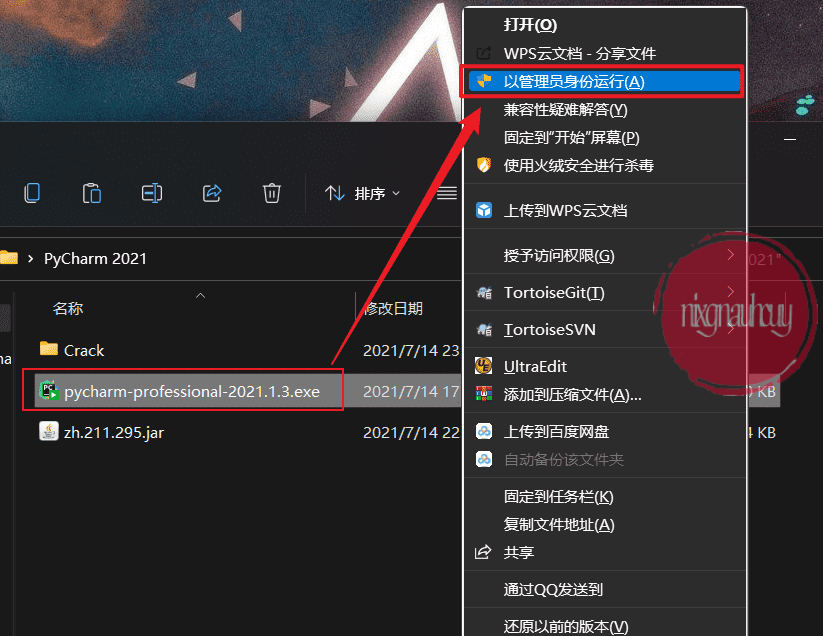 打开(O)
WPS云文档 - 分享文件
以管理员身份运行(A)
兼容性疑难解答(Y)
固定到“开始”屏幕(P)
使用火绒安全进行杀毒
上传到WPS云文档
授予访问权限(G)
TortoiseGit(T)
TortoiseSVN
UltraEdit
添加到压缩文件(A)...
上传到百度网盘
自动备份该文件夹
固定到任务栏(K)
复制文件地址(A)
共享
通过QQ发送到
还原以前的版本(V)
排序
PyCharm 2021
021"
名称 修改日期
Crack 2021/7/14 23
pycharm-professional-2021.1.3.exe 2021/7/14 17 KB
zh.211.295.jar 2021/7/14 22 KB
PC